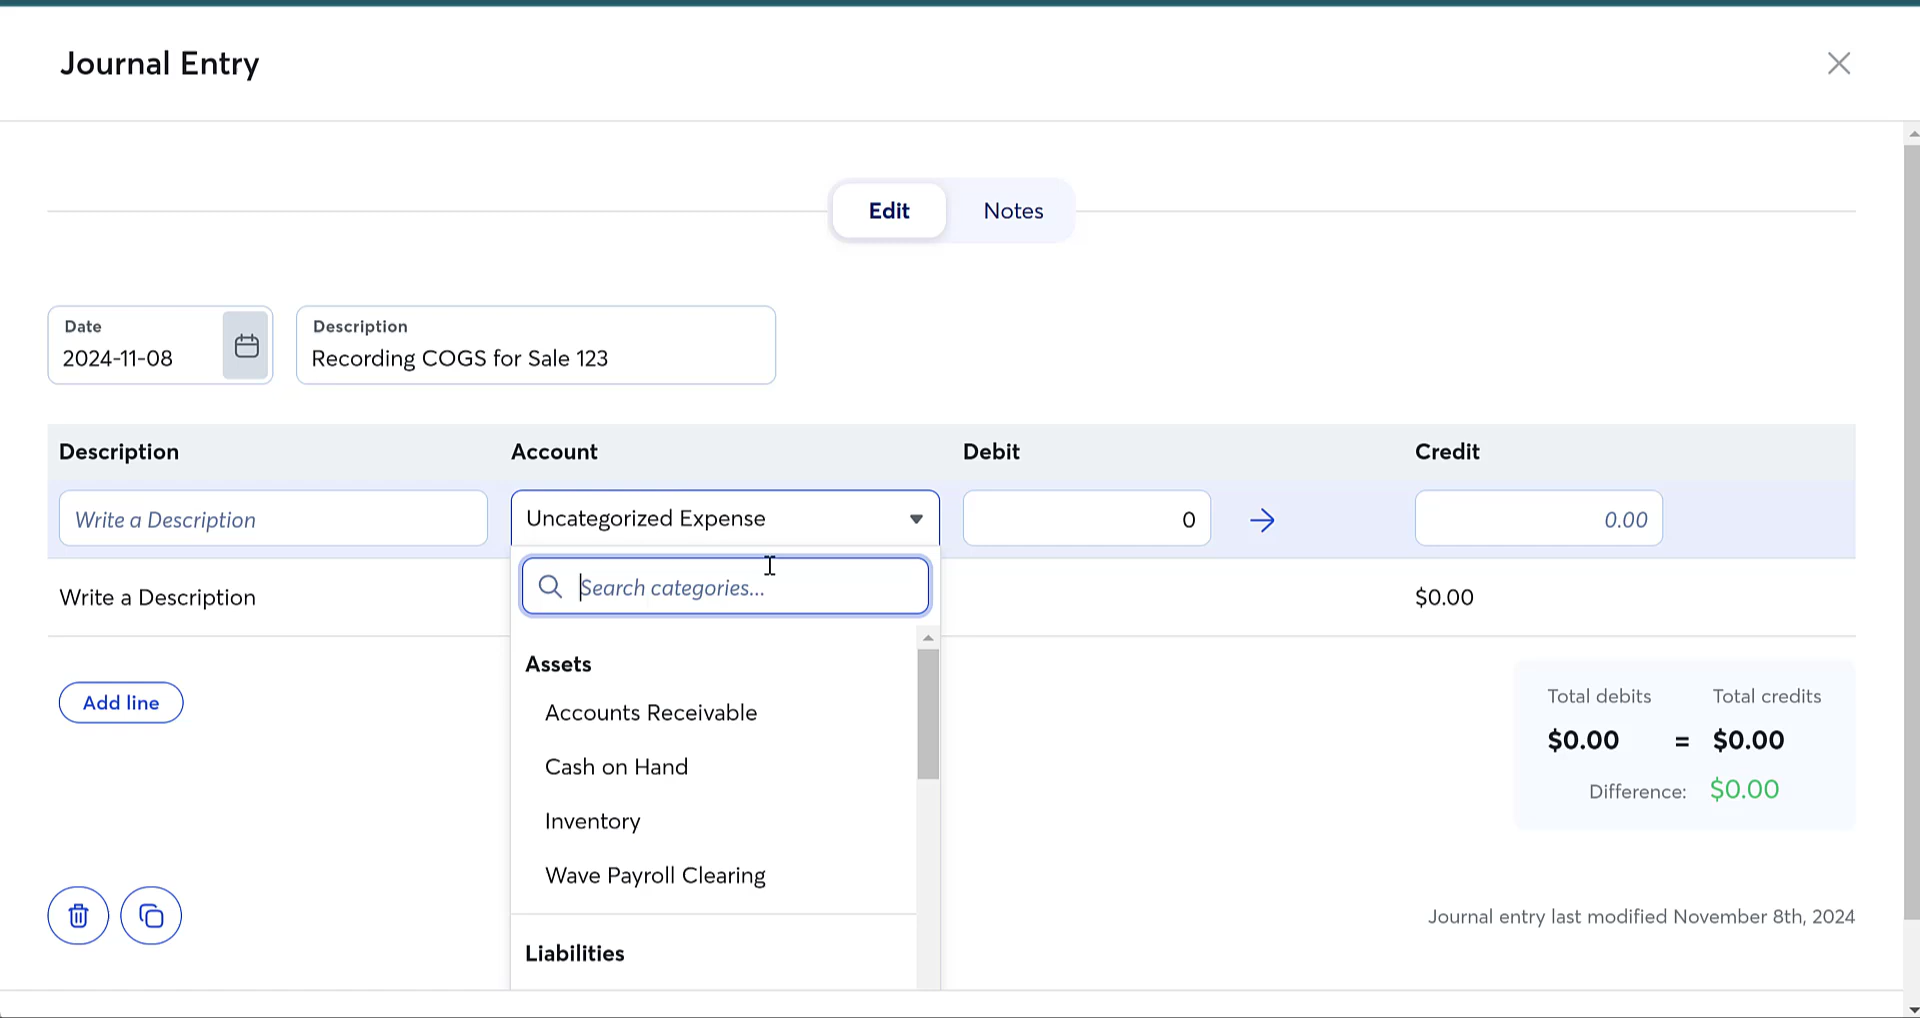 Journal Entry
Edit Notes
Date
2024-11-08
Description
Recording COGS for Sale 123
Description Account Debit Credit
Write a Description Uncategorized Expense 0 0.00
Search categories...
Write a Description $0.00
Assets
Accounts Receivable
Cash on Hand
Inventory
Wave Payroll Clearing
Liabilities
Add line
Total debits Total credits
$0.00 = $0.00
Difference: $0.00
Journal entry last modified November 8th, 2024